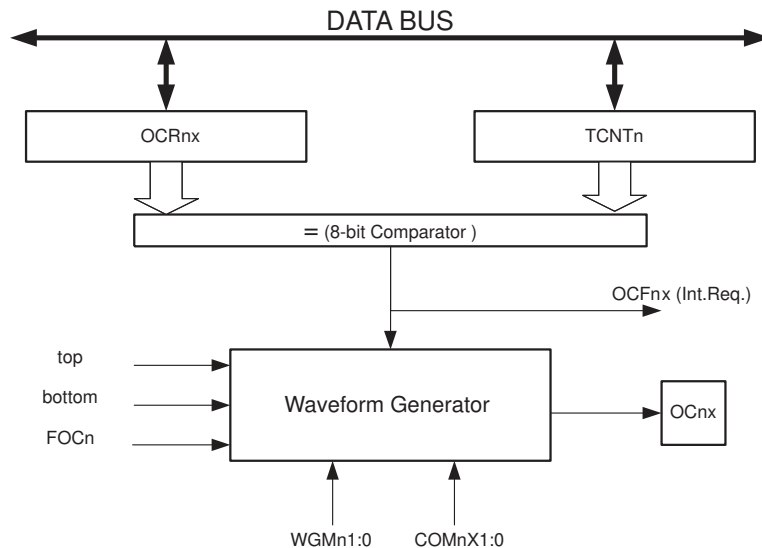 DATA BUS
OCRnx
TCNTn
= (8-bit Comparator )
OCFnx (Int.Req.)
top
bottom
FOCn
Waveform Generator
OCnx
WGMn1:0
COMnX1:0